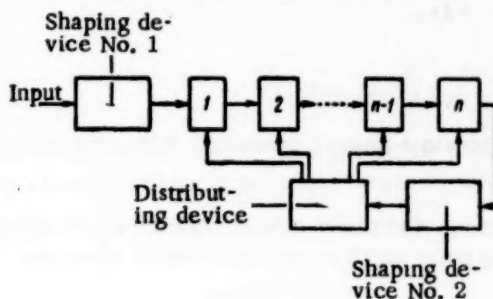 Shaping de-
vice No. 1
Input
1
2
n-1
n
Distribut-
ing device
Shaping de-
vice No. 2